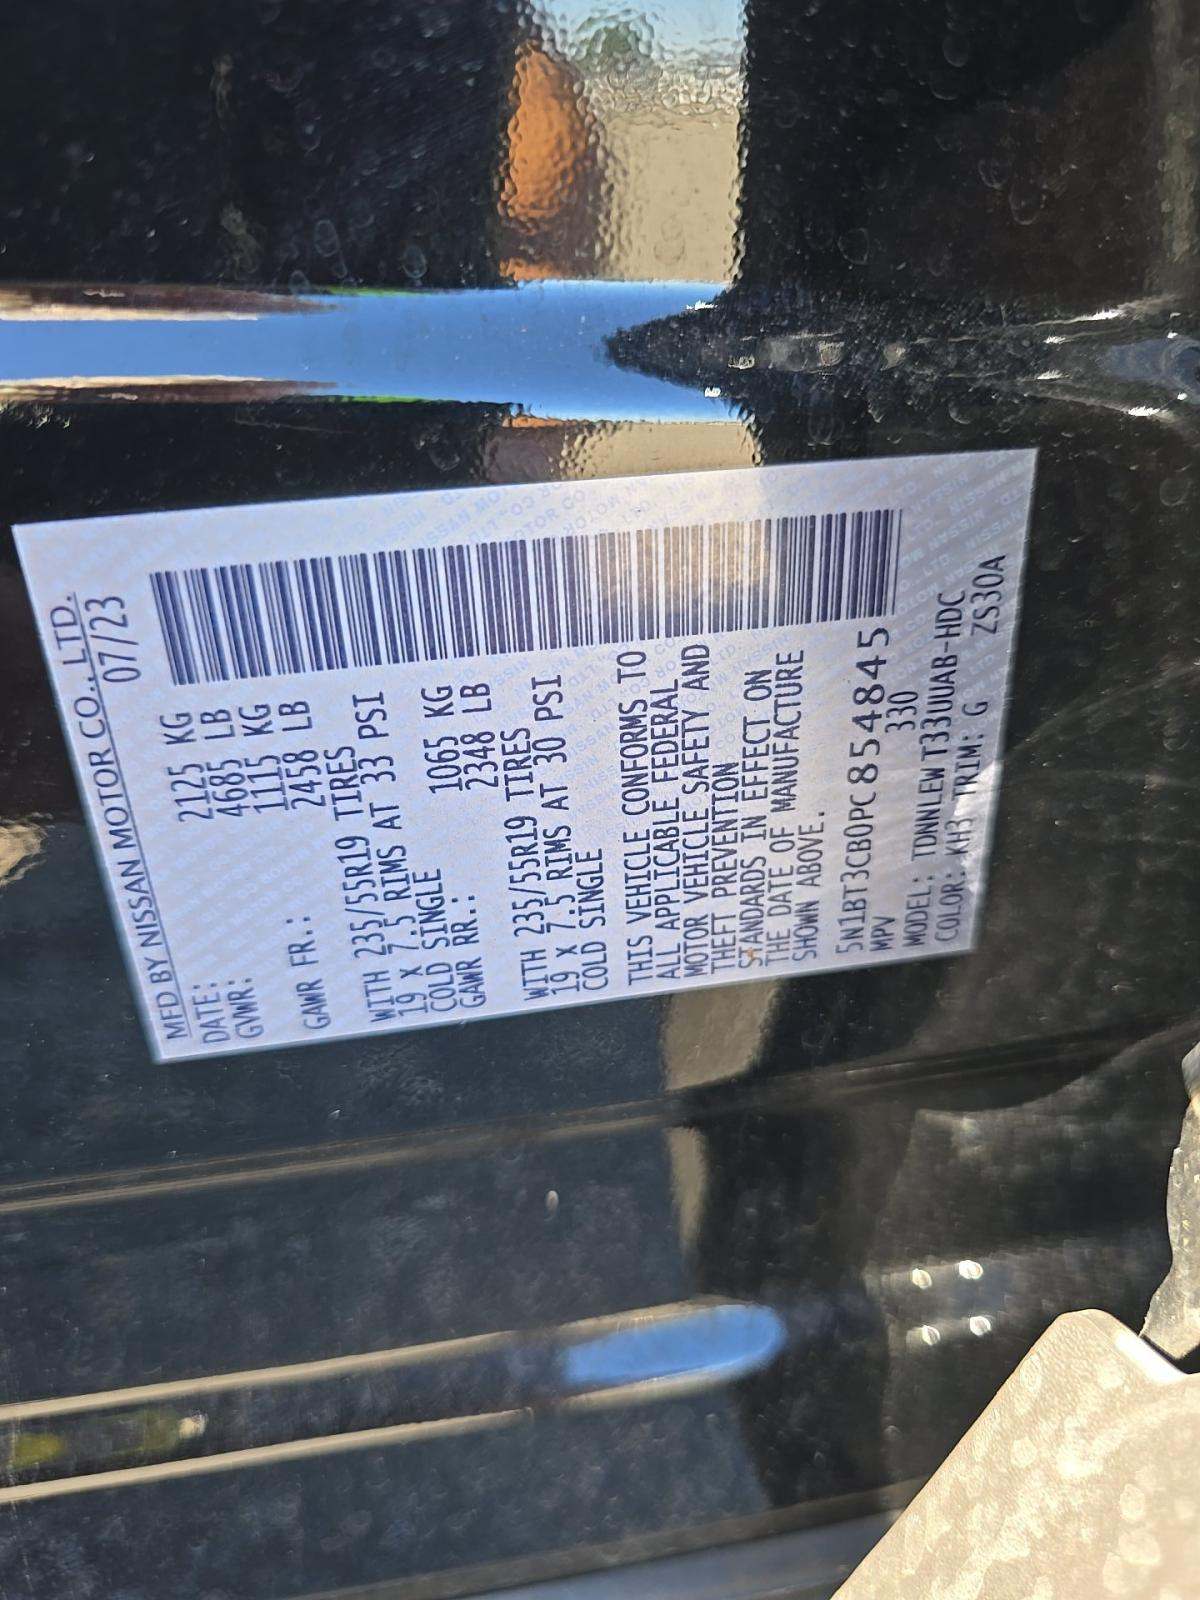 MFD BY NISSAN MOTOR CO., LTD.
DATE: 07/23
GVWR: 2125 KG
4685 LB
GAWR FR.: 1115 KG
2458 LB
WITH 235/55R19 TIRES
19 X 7.5 RIMS AT 33 PSI
COLD SINGLE
GAWR RR.: 1065 KG
2348 LB
WITH 235/55R19 TIRES
19 X 7.5 RIMS AT 30 PSI
COLD SINGLE
THIS VEHICLE CONFORMS TO
ALL APPLICABLE FEDERAL
MOTOR VEHICLE SAFETY AND
THEFT PREVENTION
STANDARDS IN EFFECT ON
THE DATE OF MANUFACTURE
SHOWN ABOVE.
5N1BT3CB0PC854845
MPV 330
MODEL: TDNNLEW T33UUAB-HDC
COLOR: KH3 TRIM: G ZS30A